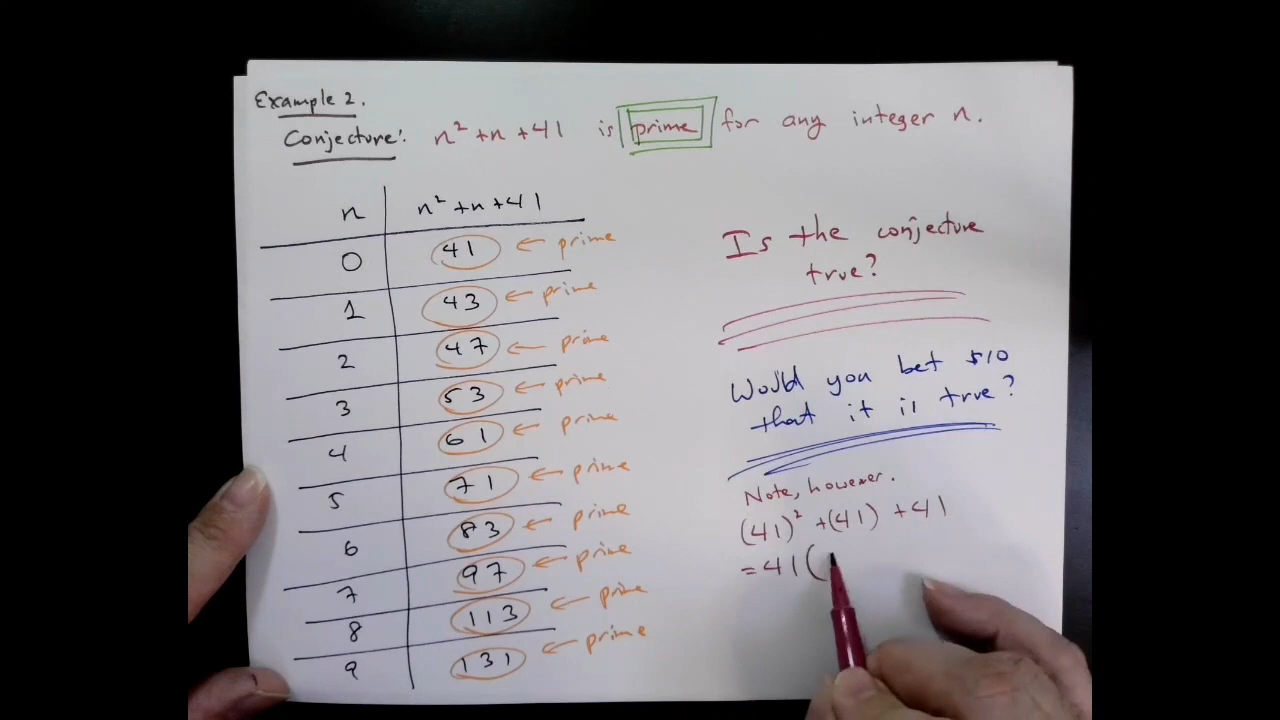 Example 2.
Conjecture: n² + n + 41 is prime for any integer n.
n n² + n + 41
0 41 ← prime
1 43 ← prime
2 47 ← prime
3 53 ← prime
4 61 ← prime
5 71 ← prime
6 83 ← prime
7 97 ← prime
8 113 ← prime
9 131 ← prime
Is the conjecture
true?
Would you bet $10
that it is true?
Note, however.
(41)² + (41) + 41
= 41(